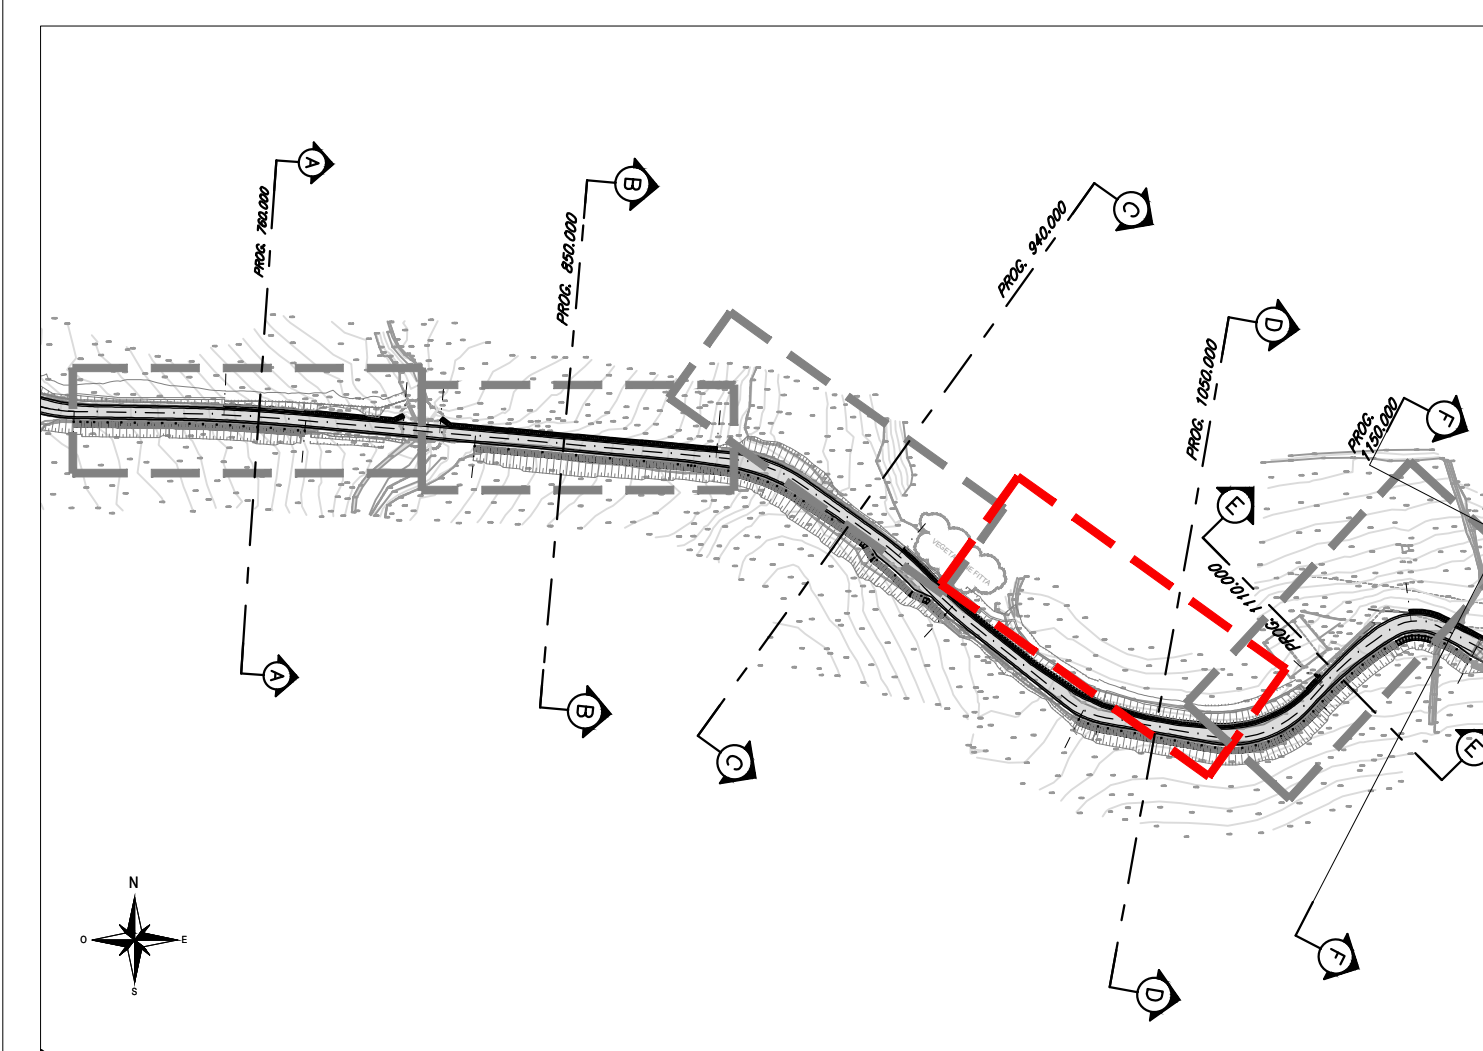 A
PROG. 760.000
A
B
PROG. 850.000
B
C
PROG. 940.000
C
D
PROG. 1050.000
D
E
PROG. 1110.000
E
F
PROG.
1150.000
F
N
O
E
S